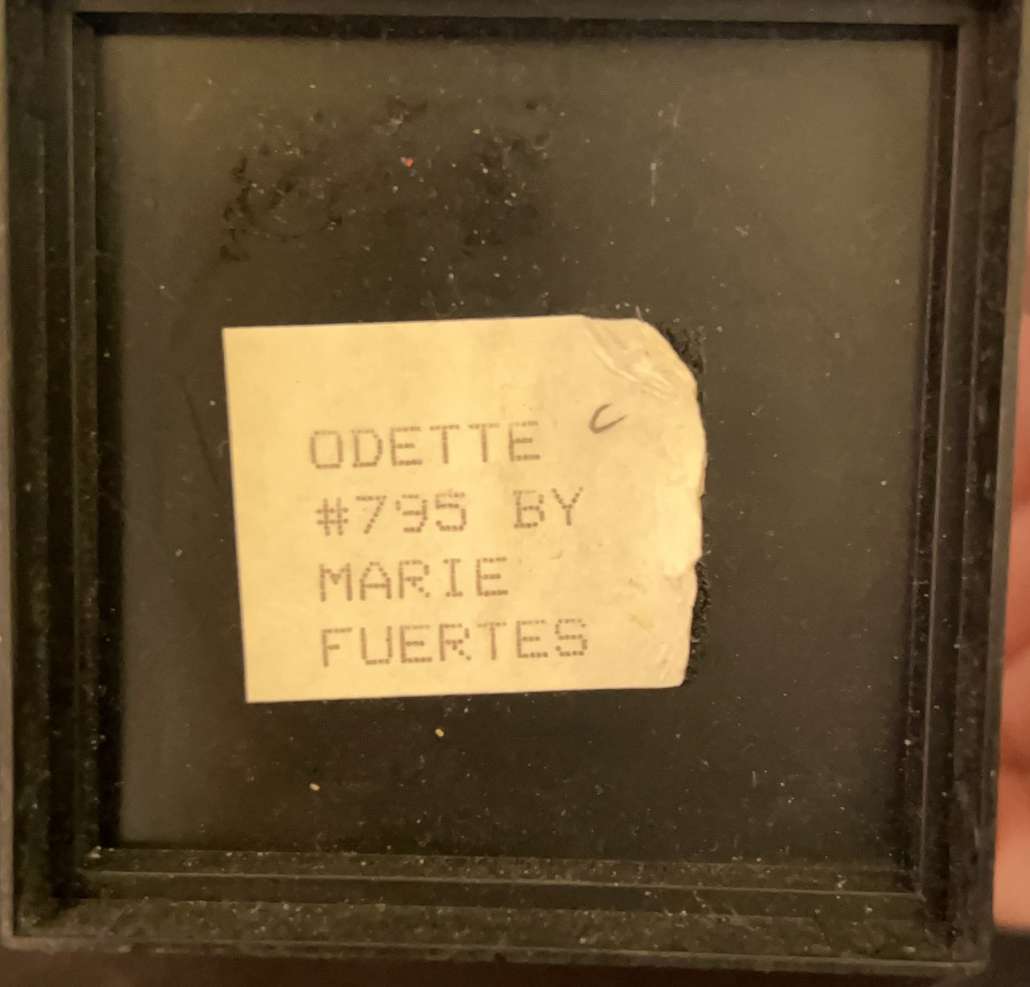 ODETTE
#795 BY
MARIE
FUERTES